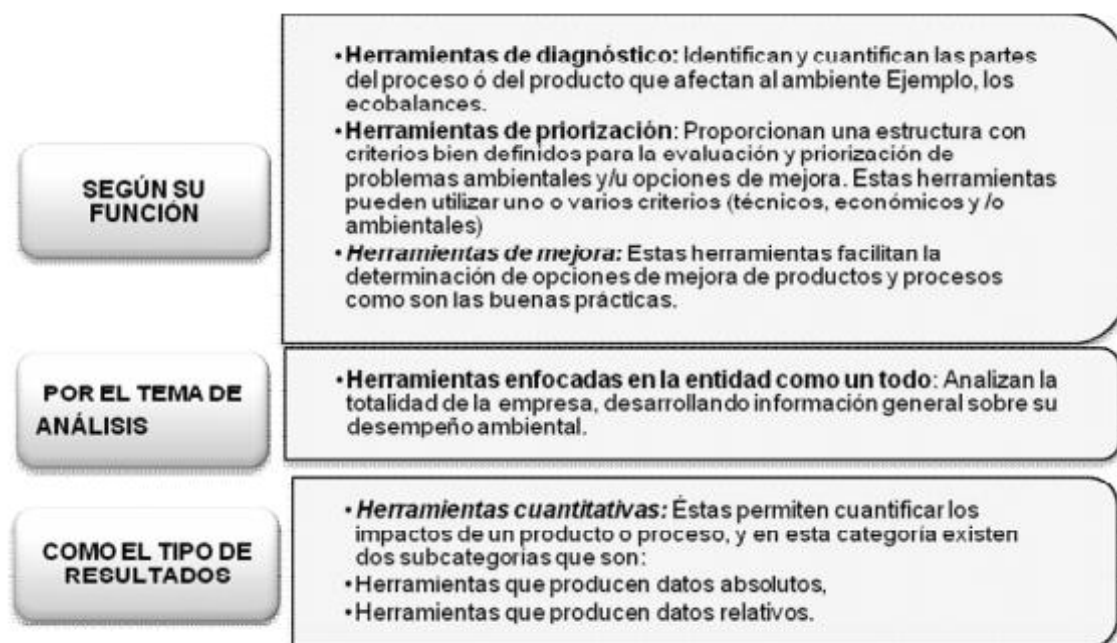 SEGÚN SU
FUNCIÓN
•Herramientas de diagnóstico: Identifican y cuantifican las partes
del proceso ó del producto que afectan al ambiente Ejemplo, los
ecobalances.
•Herramientas de priorización: Proporcionan una estructura con
criterios bien definidos para la evaluación y priorización de
problemas ambientales y/u opciones de mejora. Estas herramientas
pueden utilizar uno o varios criterios (técnicos, económicos y /o
ambientales)
•Herramientas de mejora: Estas herramientas facilitan la
determinación de opciones de mejora de productos y procesos
como son las buenas prácticas.
POR EL TEMA DE
ANÁLISIS
•Herramientas enfocadas en la entidad como un todo: Analizan la
totalidad de la empresa, desarrollando información general sobre su
desempeño ambiental.
COMO EL TIPO DE
RESULTADOS
•Herramientas cuantitativas: Éstas permiten cuantificar los
impactos de un producto o proceso, y en esta categoría existen
dos subcategorías que son:
•Herramientas que producen datos absolutos,
•Herramientas que producen datos relativos.